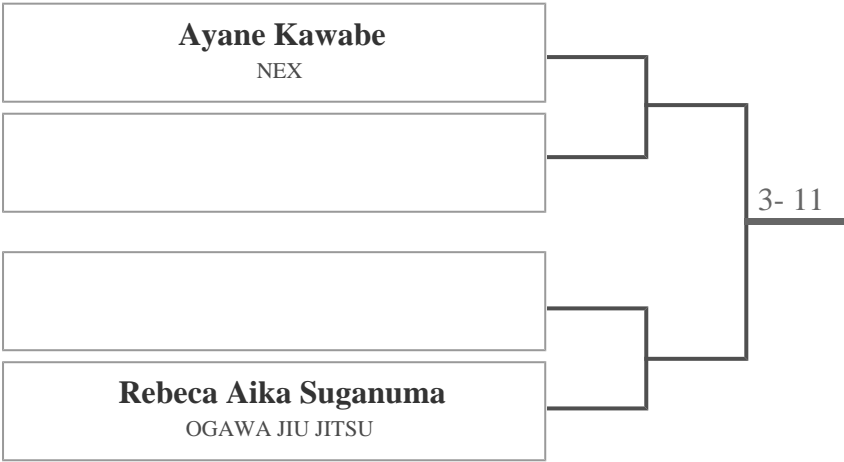 Ayane Kawabe
NEX
3- 11
Rebeca Aika Suganuma
OGAWA JIU JITSU